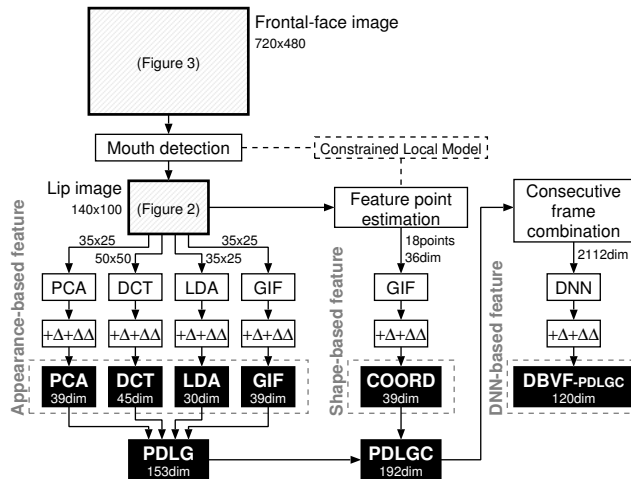 Frontal-face image
720x480
(Figure 3)
Mouth detection
Constrained Local Model
Lip image
140x100
(Figure 2)
Feature point
estimation
Consecutive
frame
combination
35x25
50x50
35x25
35x25
18points
36dim
2112dim
Appearance-based feature
PCA
DCT
LDA
GIF
Shape-based feature
GIF
DNN-based feature
DNN
+Δ+ΔΔ
+Δ+ΔΔ
+Δ+ΔΔ
+Δ+ΔΔ
+Δ+ΔΔ
+Δ+ΔΔ
PCA
39dim
DCT
45dim
LDA
30dim
GIF
39dim
COORD
39dim
DBVF-PDLGC
120dim
PDLG
153dim
PDLGC
192dim